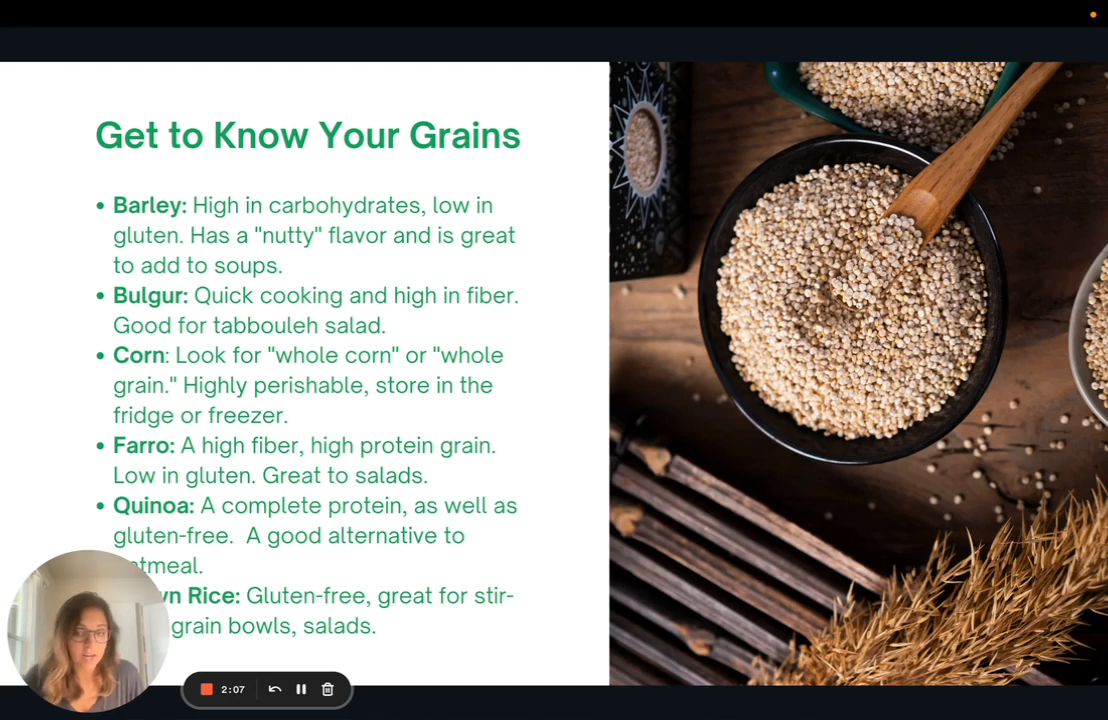 Get to Know Your Grains
• Barley: High in carbohydrates, low in
gluten. Has a "nutty" flavor and is great
to add to soups.
• Bulgur: Quick cooking and high in fiber.
Good for tabbouleh salad.
• Corn: Look for "whole corn" or "whole
grain." Highly perishable, store in the
fridge or freezer.
• Farro: A high fiber, high protein grain.
Low in gluten. Great to salads.
• Quinoa: A complete protein, as well as
gluten-free.  A good alternative to
tmeal.
wn Rice: Gluten-free, great for stir-
grain bowls, salads.
2:07